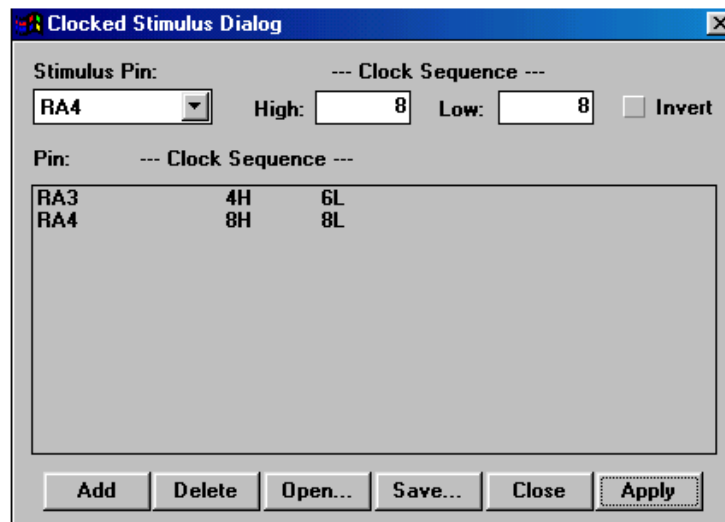 Clocked Stimulus Dialog
Stimulus Pin: --- Clock Sequence ---
RA4 High: 8 Low: 8 Invert
Pin: --- Clock Sequence ---
RA3 4H 6L
RA4 8H 8L
Add Delete Open... Save... Close Apply